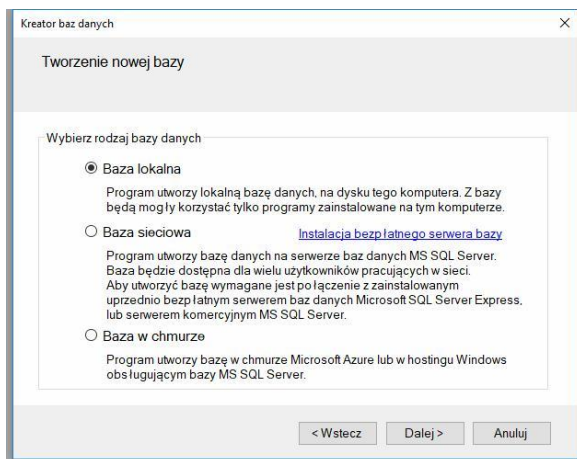 Kreator baz danych
Tworzenie nowej bazy
Wybierz rodzaj bazy danych
Baza lokalna
Program utworzy lokalną bazę danych, na dysku tego komputera. Z bazy
będą mogły korzystać tylko programy zainstalowane na tym komputerze.
Baza sieciowa Instalacja bezpłatnego serwera bazy
Program utworzy bazę danych na serwerze baz danych MS SQL Server.
Baza będzie dostępna dla wielu użytkowników pracujących w sieci.
Aby utworzyć bazę wymagane jest połączenie z zainstalowanym
uprzednio bezpłatnym serwerem baz danych Microsoft SQL Server Express,
lub serwerem komercyjnym MS SQL Server.
Baza w chmurze
Program utworzy bazę w chmurze Microsoft Azure lub w hostingu Windows
obsługującym bazy MS SQL Server.
< Wstecz Dalej > Anuluj